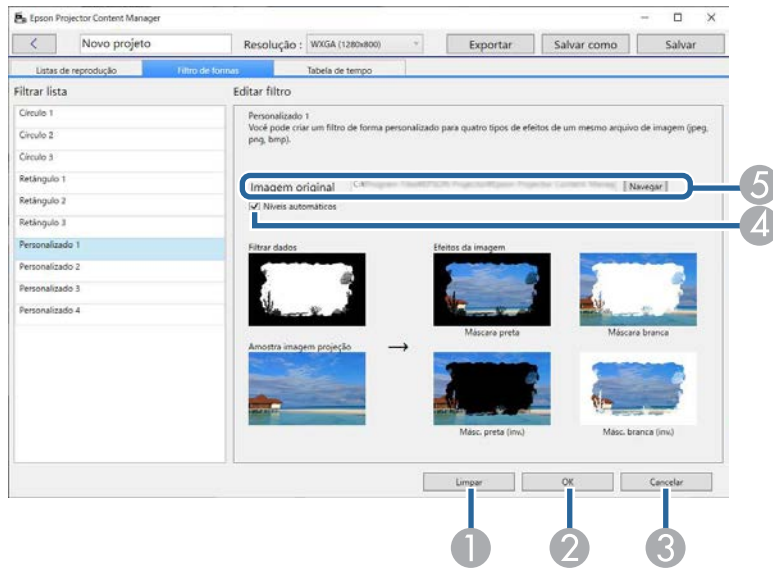 Epson Projector Content Manager
Novo projeto Resolução : WXGA (1280x800) Exportar Salvar como Salvar
Listas de reprodução Filtro de formas Tabela de tempo
Filtrar lista
Círculo 1
Círculo 2
Círculo 3
Retângulo 1
Retângulo 2
Retângulo 3
Personalizado 1
Personalizado 2
Personalizado 3
Personalizado 4
Editar filtro
Personalizado 1
Você pode criar um filtro de forma personalizado para quatro tipos de efeitos de um mesmo arquivo de imagem (jpeg,
png, bmp).
Imagem original Navegar 5
Níveis automáticos 4
Filtrar dados Efeitos da imagem
Máscara preta Máscara branca
Amostra imagem projeção →
Másc. preta (inv.) Másc. branca (inv.)
Limpar OK Cancelar
1 2 3